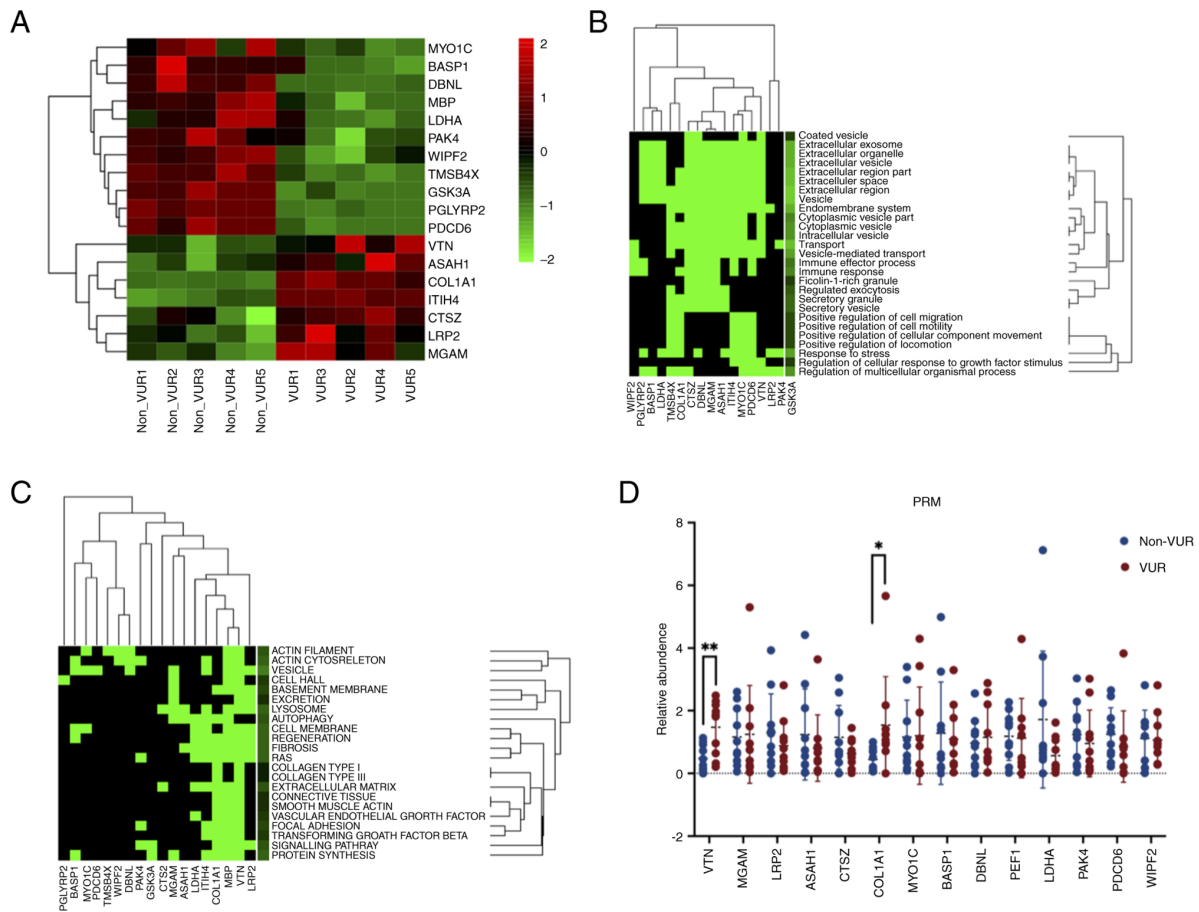 A
MYO1C
BASP1
DBNL
MBP
LDHA
PAK4
WIPF2
TMSB4X
GSK3A
PGLYRP2
PDCD6
VTN
ASAH1
COL1A1
ITIH4
CTSZ
LRP2
MGAM
2
1
0
−1
−2
Non_VUR1
Non_VUR2
Non_VUR3
Non_VUR4
Non_VUR5
VUR1
VUR3
VUR2
VUR4
VUR5
B
Coated vesicle
Extracellular exosome
Extracellular organelle
Extracellular vesicle
Extracellular region part
Extracelluler space
Extracellular region
Vesicle
Endomembrane system
Cytoplasmic vesicle part
Cytoplasmic vesicle
Intracellular vesicle
Transport
Vesicle-mediated transport
Immune effector process
Immune response
Ficolin-1-rich granule
Regulated exocytosis
Secretory granule
Secretory vesicle
Positive regulation of cell migration
Positive regulation of cell motility
Positive regulation of cellular component movement
Positive regulation of locomotion
Response to stress
Regulation of cellular response to growth factor stimulus
Regulation of multicellular organismal process
WIPF2
PGLYRP2
BASP1
LDHA
TMSB4X
COL1A1
CTSZ
DBNL
MGAM
ASAH1
ITIH4
MYO1C
PDCD6
VTN
LRP2
PAK4
GSK3A
C
ACTIN FILAMENT
ACTIN CYTOSRELETON
VESICLE
CELL HALL
BASEMENT MEMBRANE
EXCRETION
LYSOSOME
AUTOPHAGY
CELL MEMBRANE
REGENERATION
FIBROSIS
RAS
COLLAGEN TYPE I
COLLAGEN TYPE III
EXTRACELLULAR MATRIX
CONNECTIVE TISSUE
SMOOTH MUSCLE ACTIN
VASCULAR ENDOTHELIAL GRORTH FACTOR
FOCAL ADHESION
TRANSFORMING GROATH FACTOR BETA
SIGNALLING PATHRAY
PROTEIN SYNTHESIS
PGLYRP2
BASP1
MYO1C
PDCD6
TMSB4X
WIPF2
DBNL
PAK4
GSK3A
CTS2
MGAM
ASAH1
LDHA
ITIH4
COL1A1
MBP
VTN
LRP2
D
PRM
Relative abundance
8
6
4
2
0
-2
**
*
Non-VUR
VUR
VTN
MGAM
LRP2
ASAH1
CTSZ
COL1A1
MYO1C
BASP1
DBNL
PEF1
LDHA
PAK4
PDCD6
WIPF2